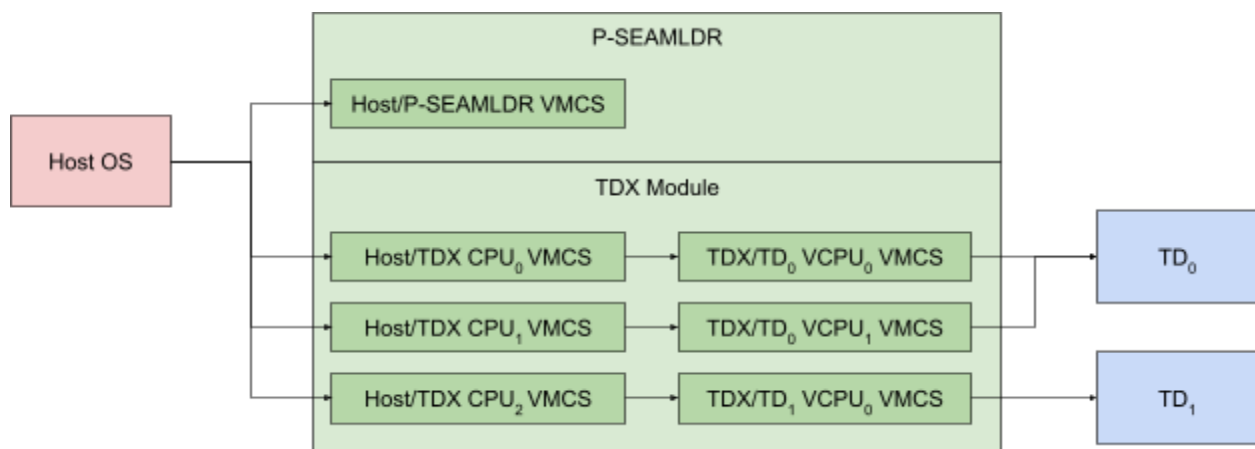 P-SEAMLDR
Host/P-SEAMLDR VMCS
Host OS
TDX Module
Host/TDX CPU₀ VMCS
TDX/TD₀ VCPU₀ VMCS
TD₀
Host/TDX CPU₁ VMCS
TDX/TD₀ VCPU₁ VMCS
Host/TDX CPU₂ VMCS
TDX/TD₁ VCPU₀ VMCS
TD₁